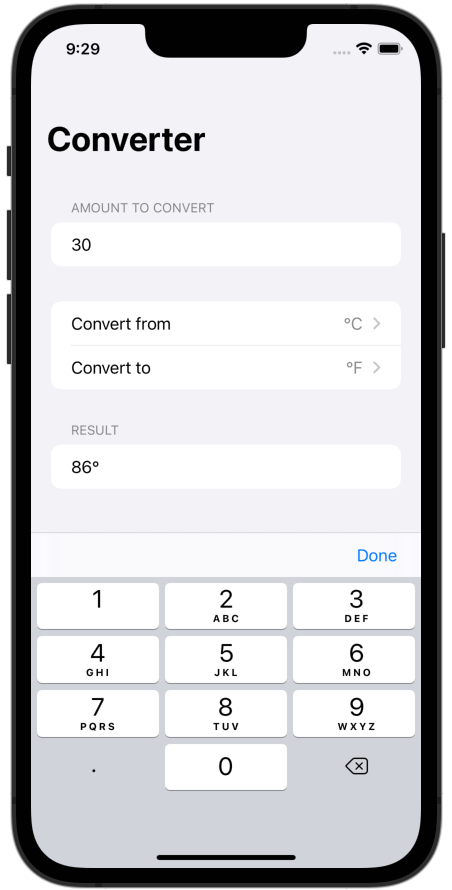 9:29
Converter
AMOUNT TO CONVERT
30
Convert from °C
Convert to °F
RESULT
86°
Done
1 2 3
ABC DEF
4 5 6
GHI JKL MNO
7 8 9
PQRS TUV WXYZ
. 0